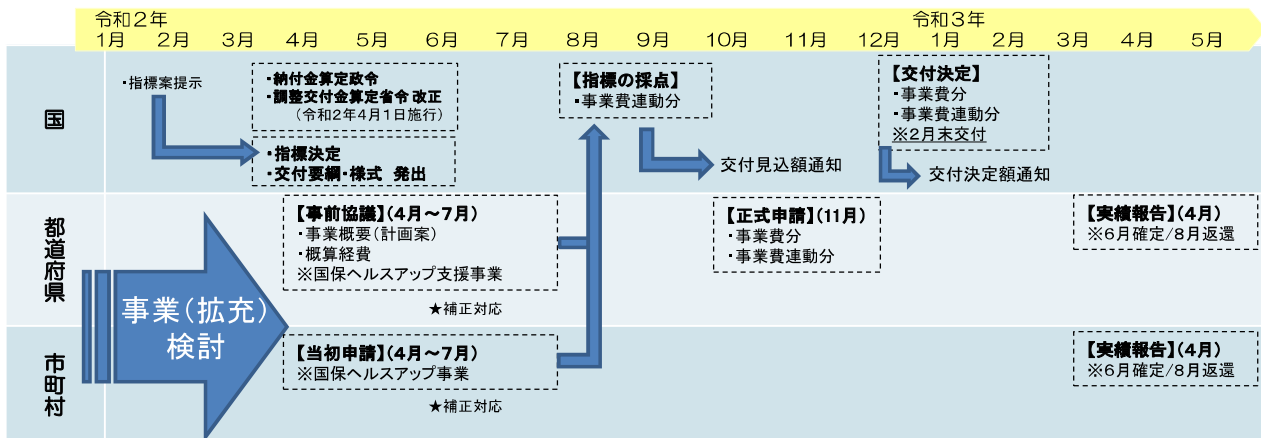 令和2年
令和3年
1月 2月 3月 4月 5月 6月 7月 8月 9月 10月 11月 12月 1月 2月 3月 4月 5月
国
・指標案提示
・納付金算定政令
・調整交付金算定省令 改正
(令和2年4月1日施行)
・指標決定
・交付要綱・様式 発出
【指標の採点】
・事業費連動分
交付見込額通知
【交付決定】
・事業費分
・事業費連動分
※2月末交付
交付決定額通知
都道府県
事業(拡充)
検討
【事前協議】(4月~7月)
・事業概要(計画案)
・概算経費
※国保ヘルスアップ支援事業
★補正対応
【正式申請】(11月)
・事業費分
・事業費連動分
【実績報告】(4月)
※6月確定/8月返還
市町村
【当初申請】(4月~7月)
※国保ヘルスアップ事業
★補正対応
【実績報告】(4月)
※6月確定/8月返還